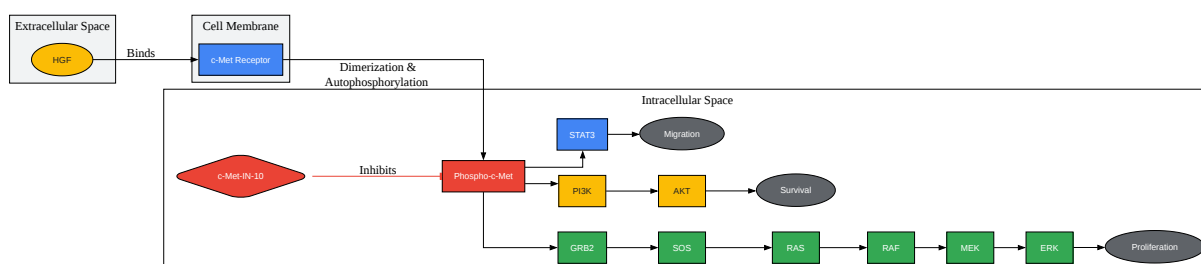 Extracellular Space
Cell Membrane
HGF
Binds
c-Met Receptor
Dimerization &
Autophosphorylation
Intracellular Space
STAT3
Migration
c-Met-IN-10
Inhibits
Phospho-c-Met
PI3K
AKT
Survival
GRB2
SOS
RAS
RAF
MEK
ERK
Proliferation